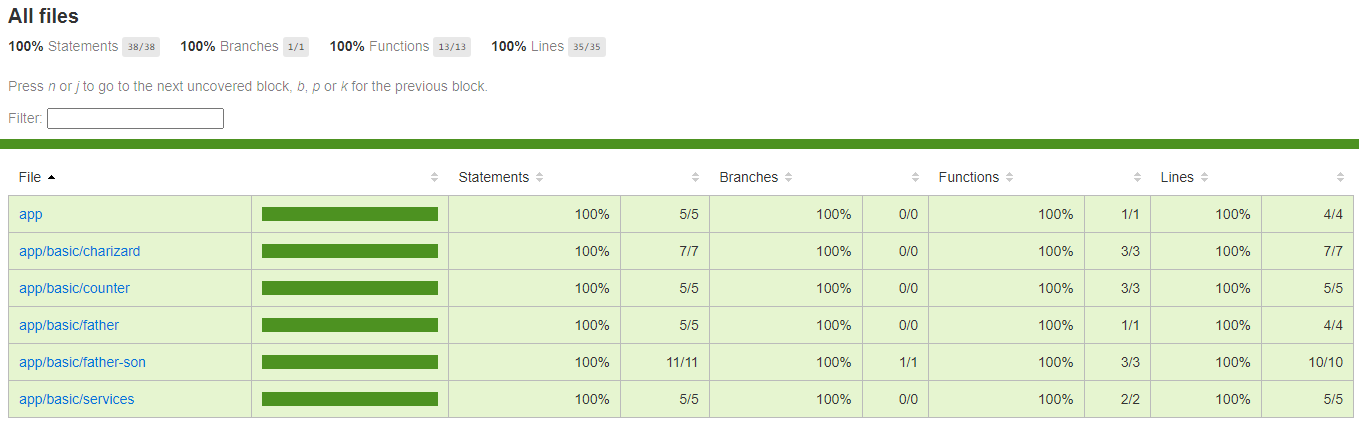 All files
100% Statements 38/38 100% Branches 1/1 100% Functions 13/13 100% Lines 35/35
Press n or j to go to the next uncovered block, b, p or k for the previous block.
Filter:
File Statements Branches Functions Lines
app 100% 5/5 100% 0/0 100% 1/1 100% 4/4
app/basic/charizard 100% 7/7 100% 0/0 100% 3/3 100% 7/7
app/basic/counter 100% 5/5 100% 0/0 100% 3/3 100% 5/5
app/basic/father 100% 5/5 100% 0/0 100% 1/1 100% 4/4
app/basic/father-son 100% 11/11 100% 1/1 100% 3/3 100% 10/10
app/basic/services 100% 5/5 100% 0/0 100% 2/2 100% 5/5